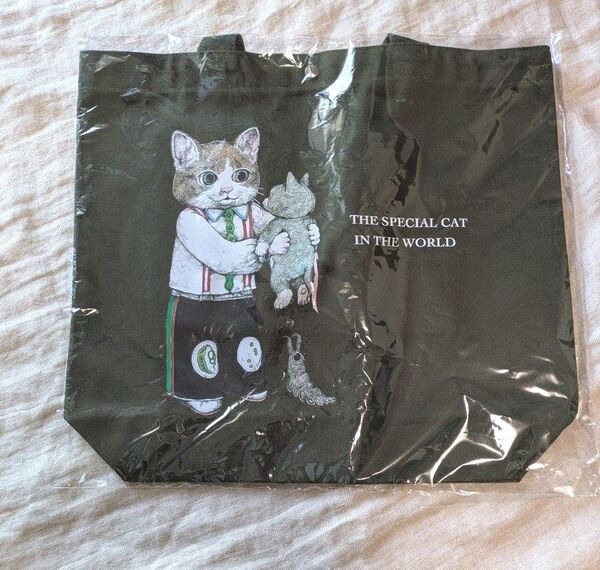 THE SPECIAL CAT
IN THE WORLD